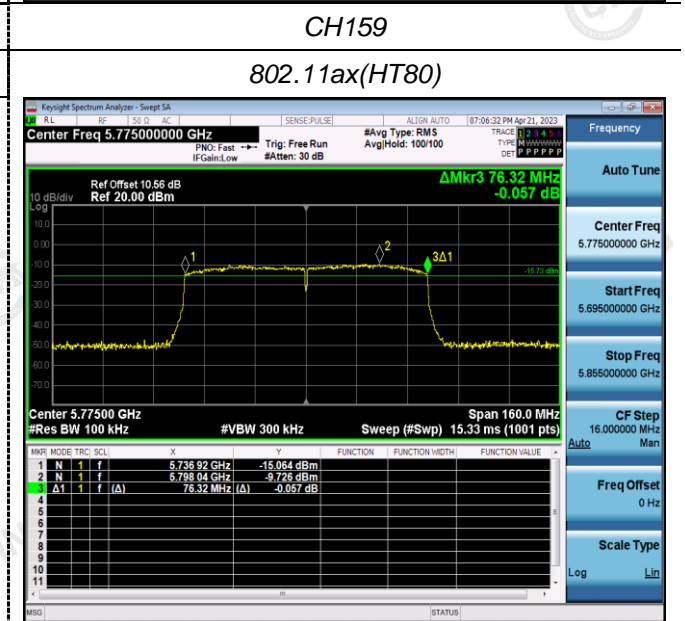 CH159
802.11ax(HT80)
Keysight Spectrum Analyzer - Swept SA
RL RF 50 Ω AC SENSE:PULSE ALIGN AUTO 07:06:32 PM Apr 21, 2023
Center Freq 5.775000000 GHz
PNO: Fast
IFGain:Low
Trig: Free Run
#Atten: 30 dB
#Avg Type: RMS
Avg|Hold: 100/100
TRACE 1 2 3 4 5 6
TYPE M W W W W W
DET P P P P P P
Ref Offset 10.56 dB
Ref 20.00 dBm
10 dB/div
Log
ΔMkr3 76.32 MHz
-0.057 dB
10.0
0.00
-10.0
-20.0
-30.0
-40.0
-50.0
-60.0
-70.0
1
2
3Δ1
-15.73 dBm
Center 5.77500 GHz
Span 160.0 MHz
#Res BW 100 kHz
#VBW 300 kHz
Sweep (#Swp) 15.33 ms (1001 pts)
MKR MODE TRC SCL X Y FUNCTION FUNCTION WIDTH FUNCTION VALUE
1 N 1 f 5.736 92 GHz -15.064 dBm
2 N 1 f 5.798 04 GHz -9.726 dBm
3 Δ1 1 f (Δ) 76.32 MHz (Δ) -0.057 dB
4
5
6
7
8
9
10
11
MSG
STATUS
Frequency
Auto Tune
Center Freq
5.775000000 GHz
Start Freq
5.695000000 GHz
Stop Freq
5.855000000 GHz
CF Step
16.000000 MHz
Auto Man
Freq Offset
0 Hz
Scale Type
Log Lin